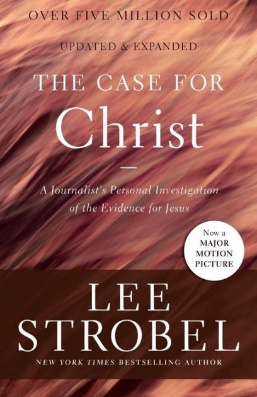 OVER FIVE MILLION SOLD
UPDATED & EXPANDED
THE CASE FOR
Christ
A Journalist's Personal Investigation
of the Evidence for Jesus
Now a
MAJOR
MOTION
PICTURE
LEE
STROBEL
NEW YORK TIMES BESTSELLING AUTHOR